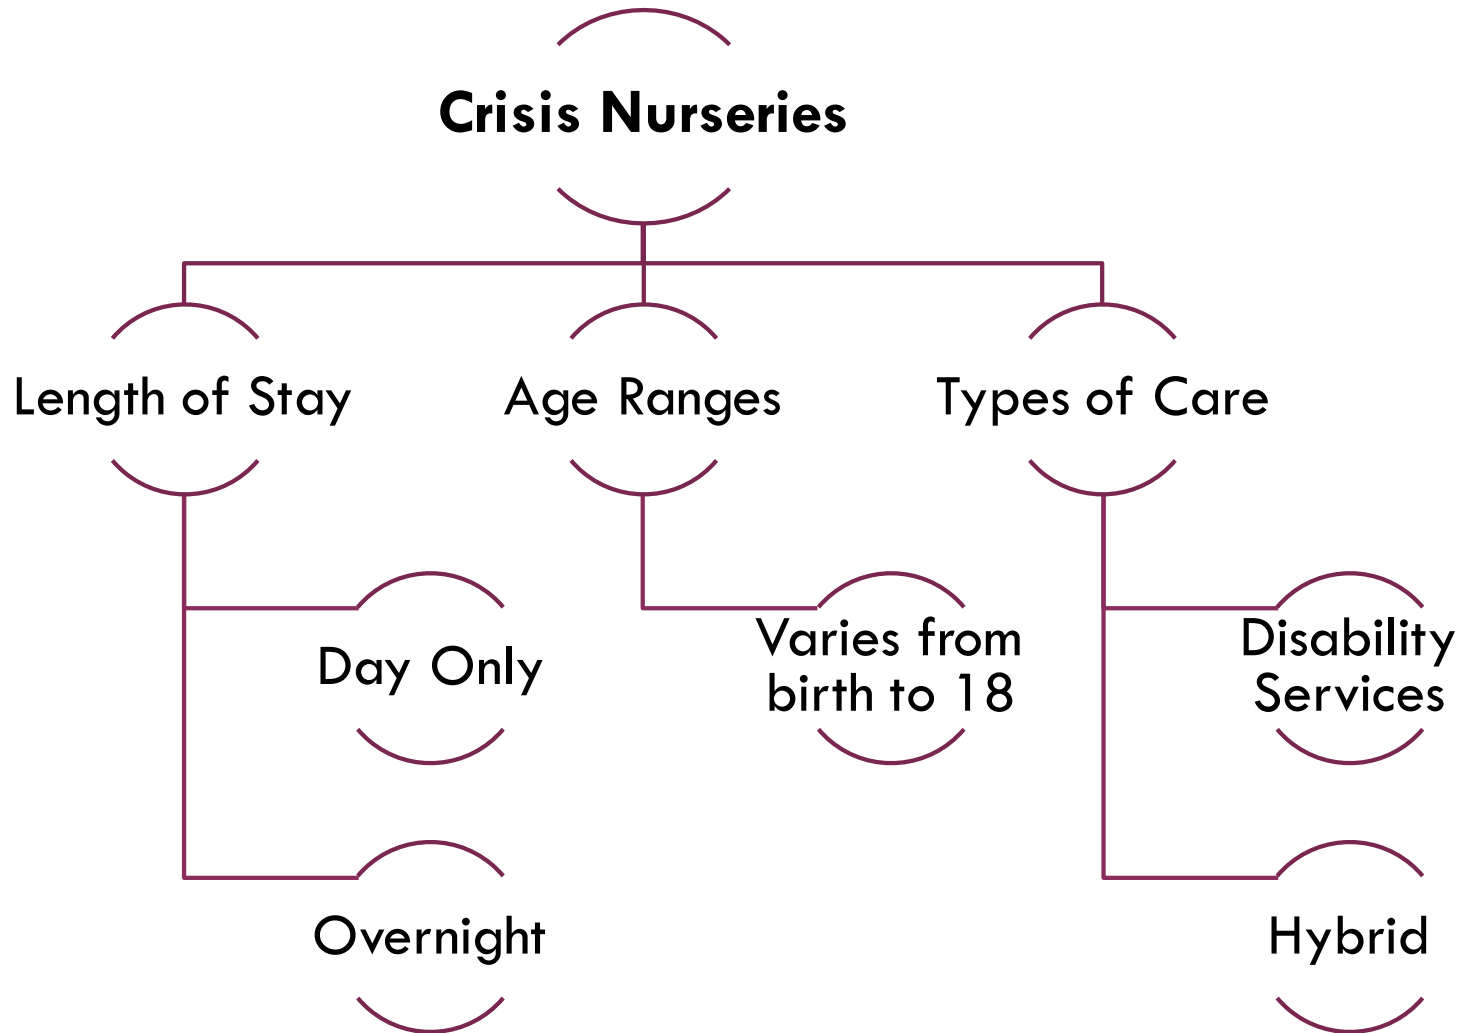 Crisis Nurseries
Length of Stay
Age Ranges
Types of Care
Day Only
Varies from
birth to 18
Disability
Services
Overnight
Hybrid